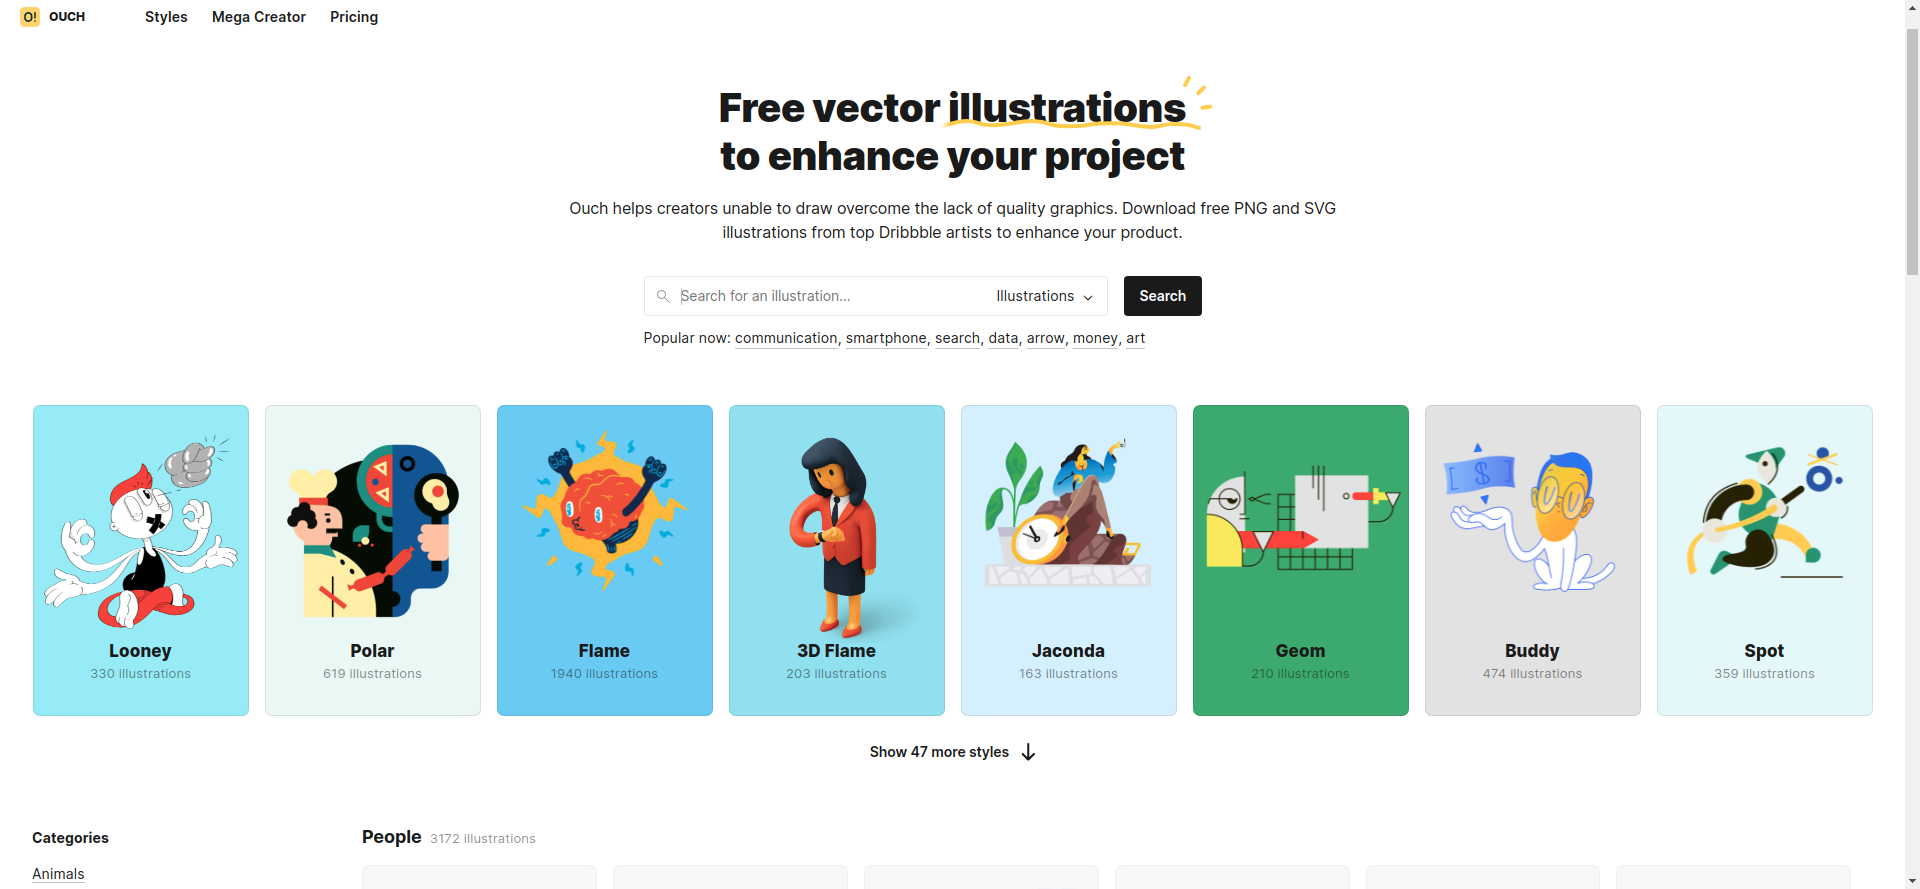 O! OUCH Styles Mega Creator Pricing
Free vector illustrations
to enhance your project
Ouch helps creators unable to draw overcome the lack of quality graphics. Download free PNG and SVG
illustrations from top Dribbble artists to enhance your product.
Search for an illustration... Illustrations Search
Popular now: communication, smartphone, search, data, arrow, money, art
Looney
330 illustrations
Polar
619 illustrations
Flame
1940 illustrations
3D Flame
203 illustrations
Jaconda
163 illustrations
Geom
210 illustrations
$
Buddy
474 illustrations
Spot
359 illustrations
Show 47 more styles
Categories
Animals
People 3172 illustrations